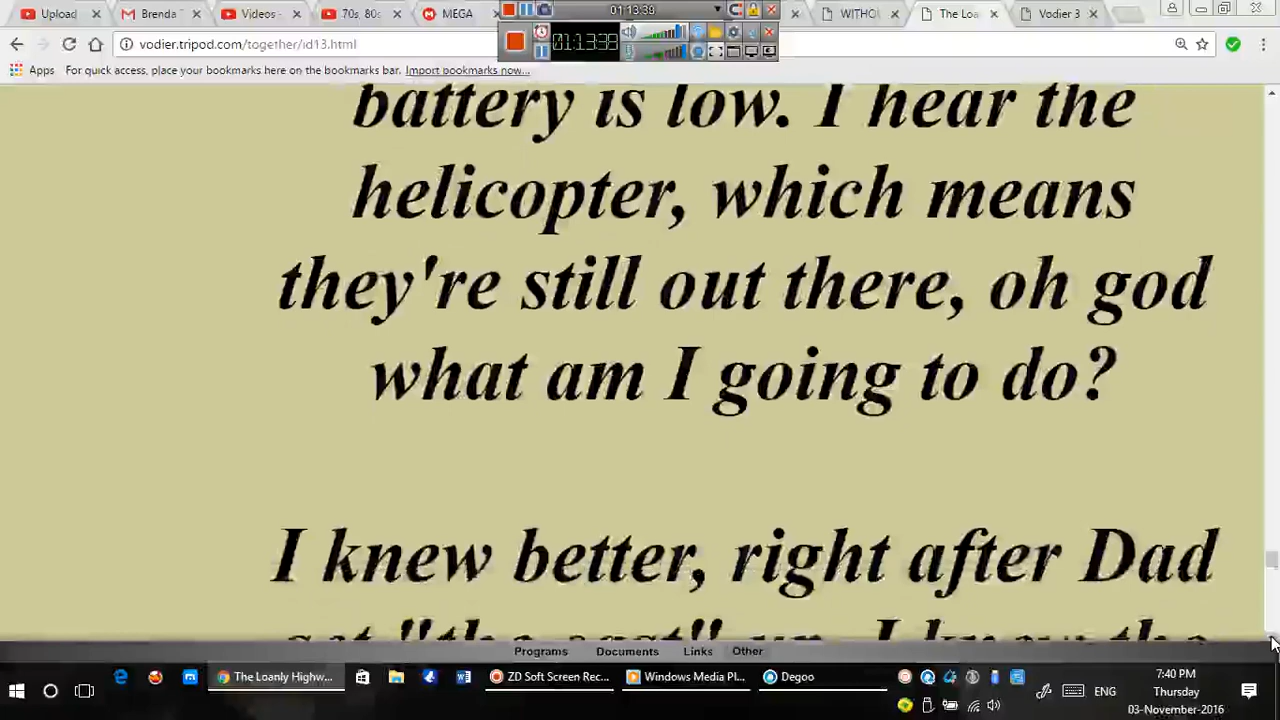 Upload
Brenda T
Videos
70s, 80s
MEGA
01:13:39
WITHOU
The Lo
Vodier 3
01:13:38
vodier.tripod.com/together/id13.html
Apps
For quick access, place your bookmarks here on the bookmarks bar. Import bookmarks now...
battery is low. I hear the
helicopter, which means
they're still out there, oh god
what am I going to do?
I knew better, right after Dad
Programs
Documents
Links
Other
The Loanly Highw...
ZD Soft Screen Rec...
Windows Media Pl...
Degoo
ENG
7:40 PM
Thursday
03-November-2016